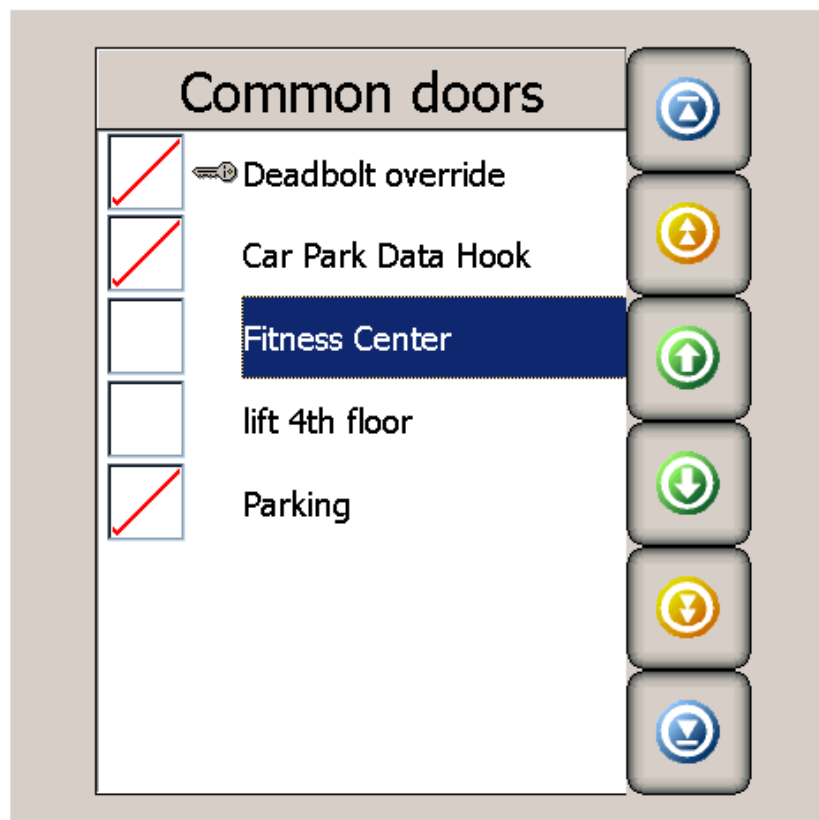 Common doors
Deadbolt override
Car Park Data Hook
Fitness Center
lift 4th floor
Parking